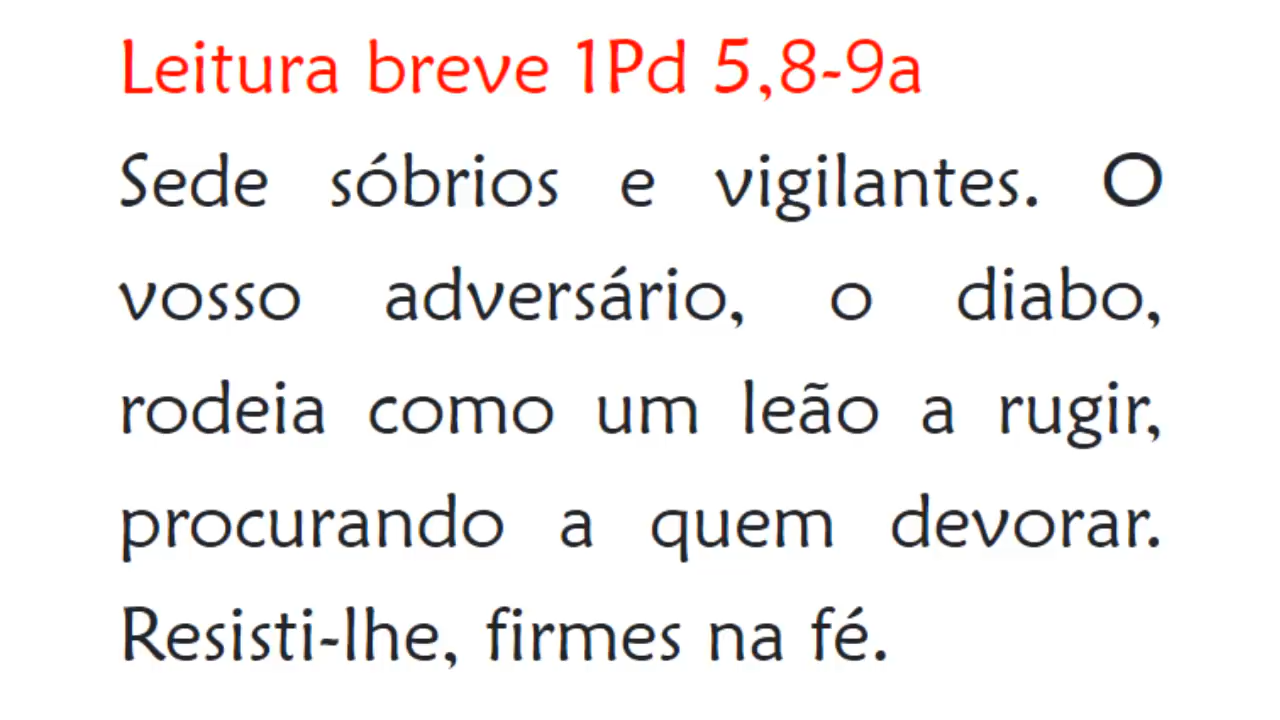 Leitura breve 1Pd 5,8-9a
Sede sóbrios e vigilantes. O
vosso adversário, o diabo,
rodeia como um leão a rugir,
procurando a quem devorar.
Resisti-lhe, firmes na fé.